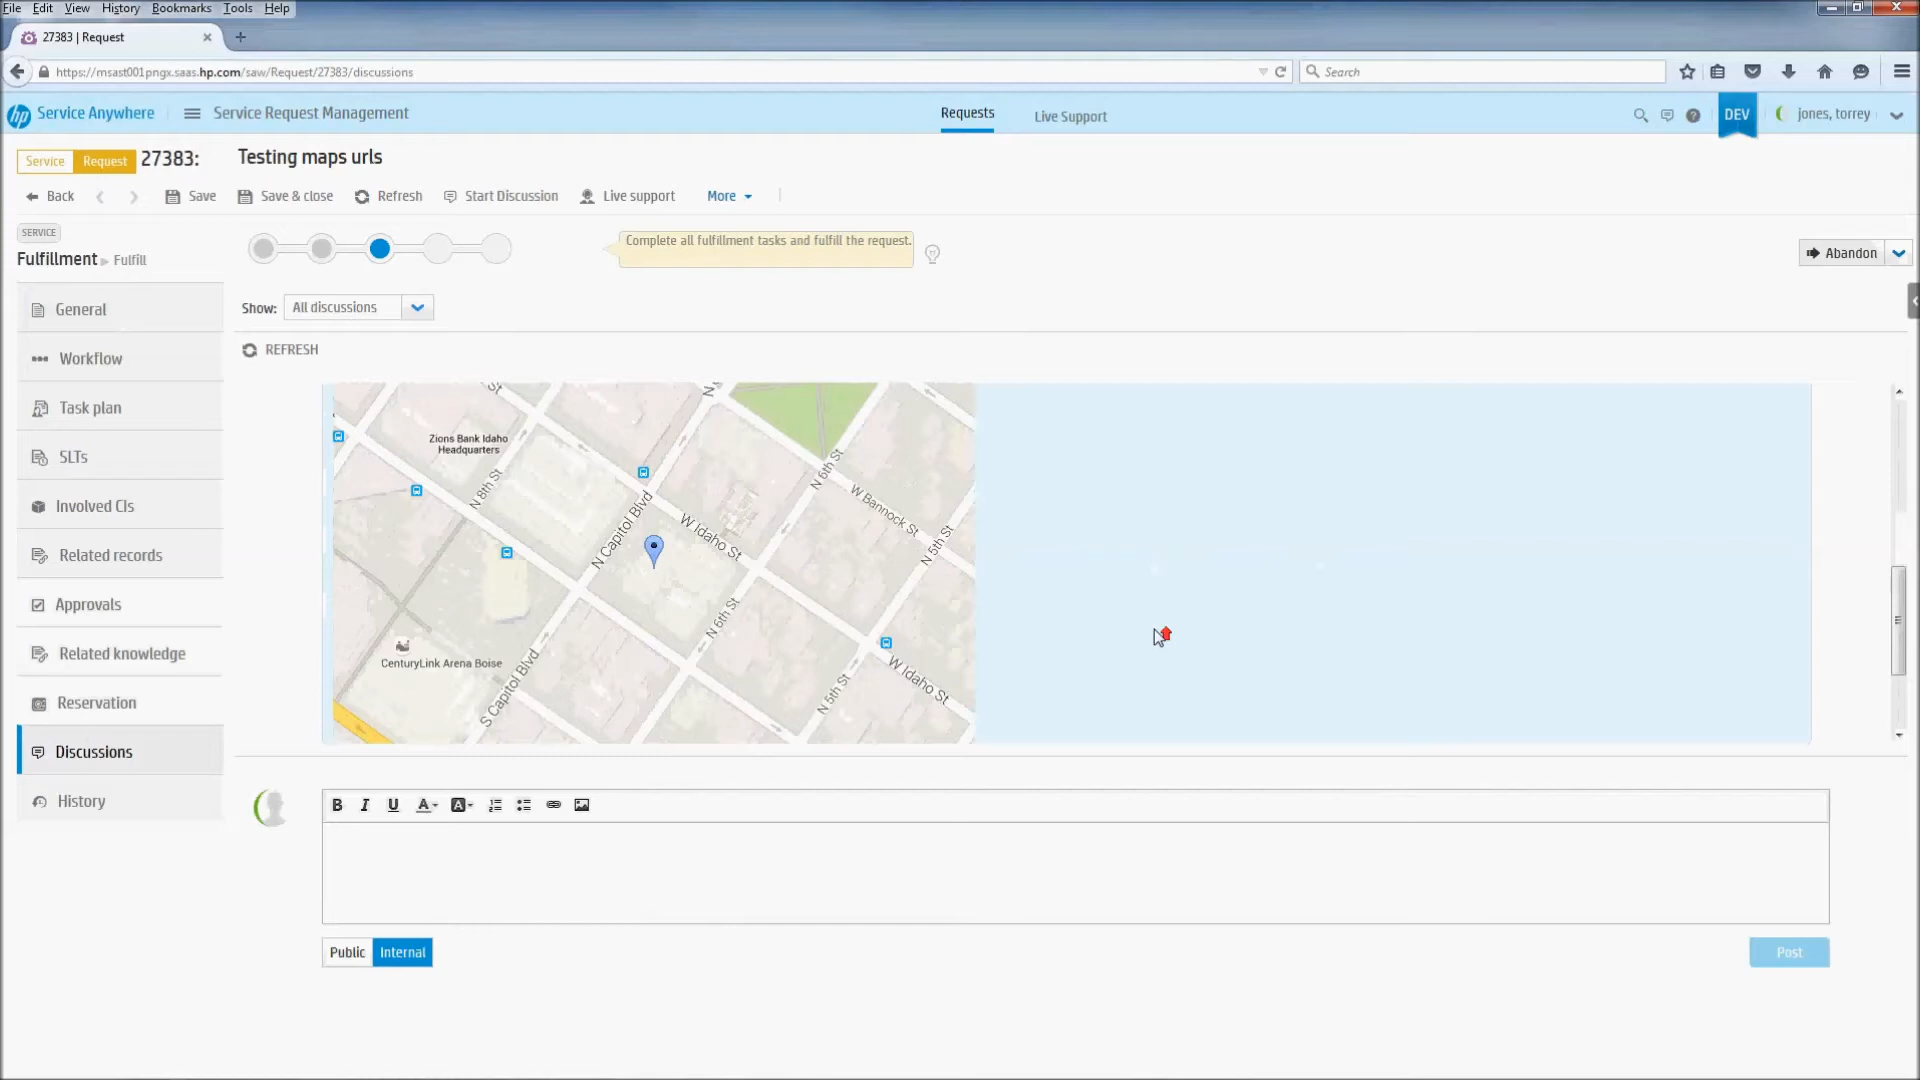 File Edit View History Bookmarks Tools Help
27383 | Request
https://msast001pngx.saas.hp.com/saw/Request/27383/discussions
Search
hp Service Anywhere
Service Request Management
Requests
Live Support
DEV
jones, torrey
Service Request 27383: Testing maps urls
Back
Save
Save & close
Refresh
Start Discussion
Live support
More
SERVICE
Fulfillment Fulfill
Complete all fulfillment tasks and fulfill the request.
Abandon
General
Workflow
Task plan
SLTs
Involved CIs
Related records
Approvals
Related knowledge
Reservation
Discussions
History
Show: All discussions
REFRESH
Zions Bank Idaho
Headquarters
N 8th St
N Capitol Blvd
W Idaho St
N 6th St
W Bannock St
N 5th St
N 6th St
CenturyLink Arena Boise
S Capitol Blvd
N 5th St
W Idaho St
B I U A A
Public
Internal
Post